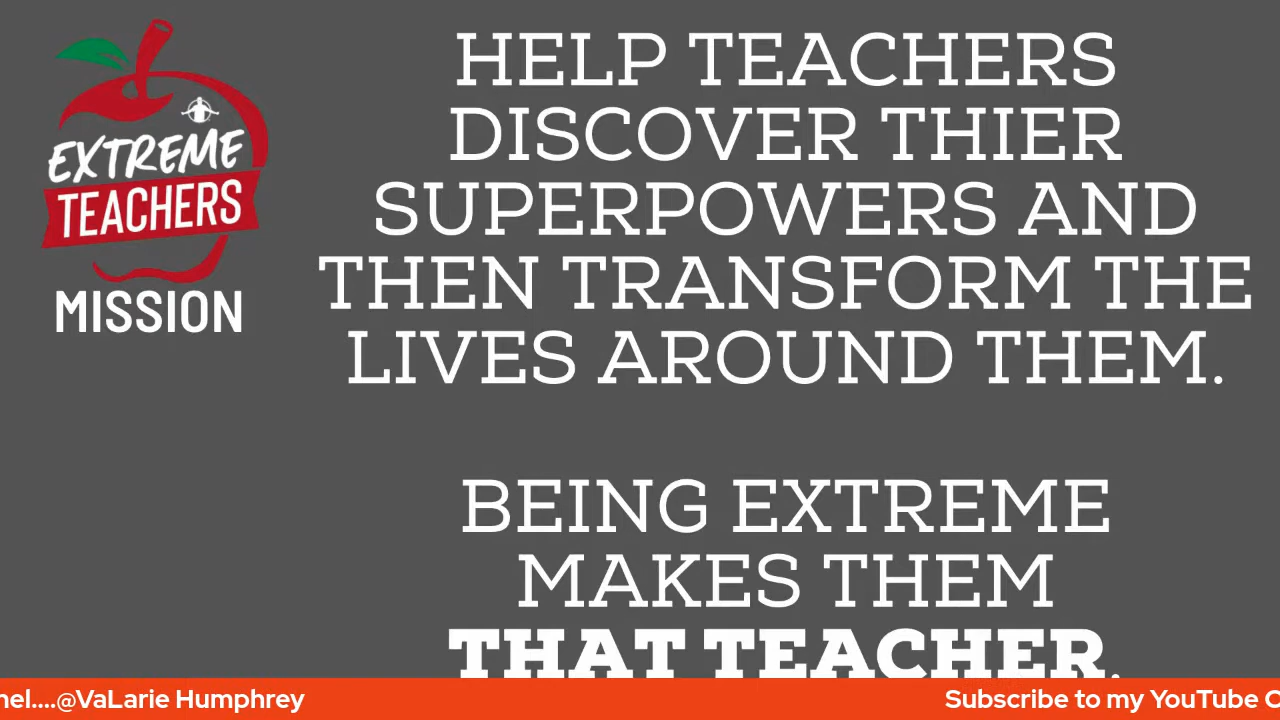 EXTREME
TEACHERS
MISSION
HELP TEACHERS
DISCOVER THIER
SUPERPOWERS AND
THEN TRANSFORM THE
LIVES AROUND THEM.
BEING EXTREME
MAKES THEM
THAT TEACHER.
nel....@VaLarie Humphrey
Subscribe to my YouTube C